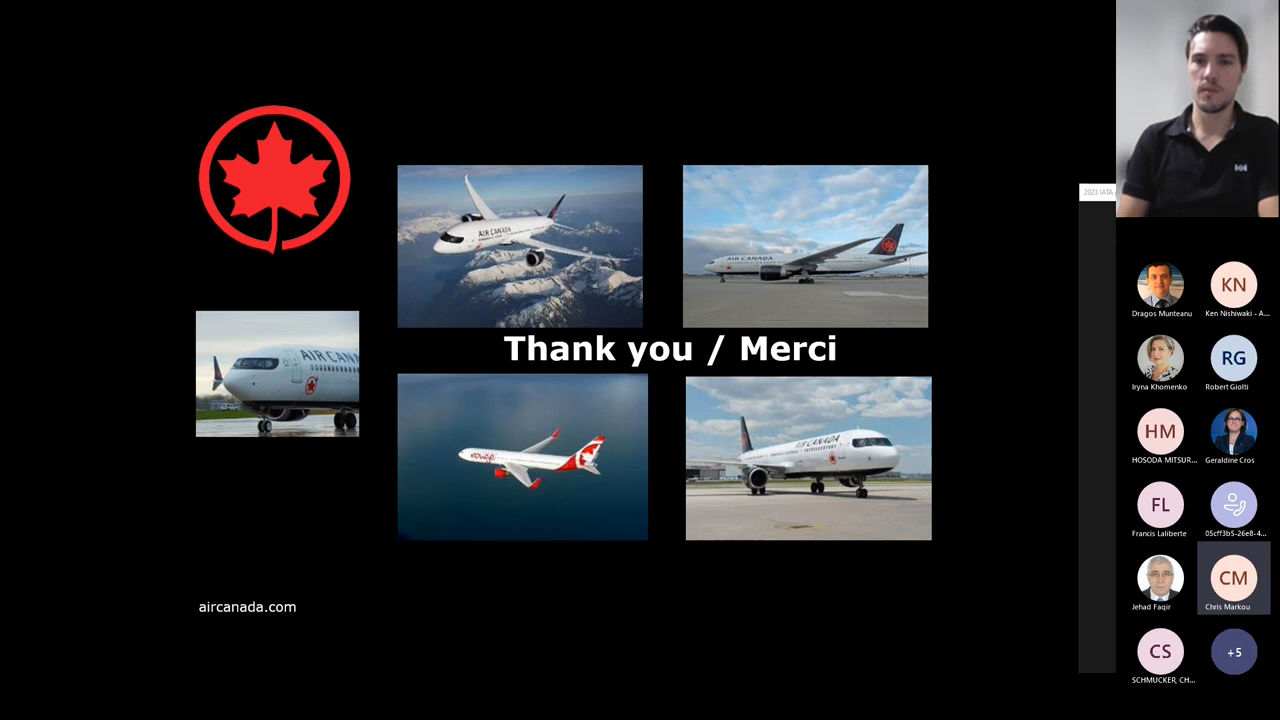 AIR CANADA
AIR CANADA
Thank you / Merci
AIR CANA
rouge
AIR CANADA
aircanada.com
2023 IATA
Dragos Munteanu
KN
Ken Nishiwaki - A...
Iryna Khomenko
RG
Robert Giolti
HM
HOSODA MITSUR...
Geraldine Cros
FL
Francis Laliberte
05cff3b5-26e8-4...
Jehad Faqir
CM
Chris Markou
CS
SCHMUCKER, CH...
+5